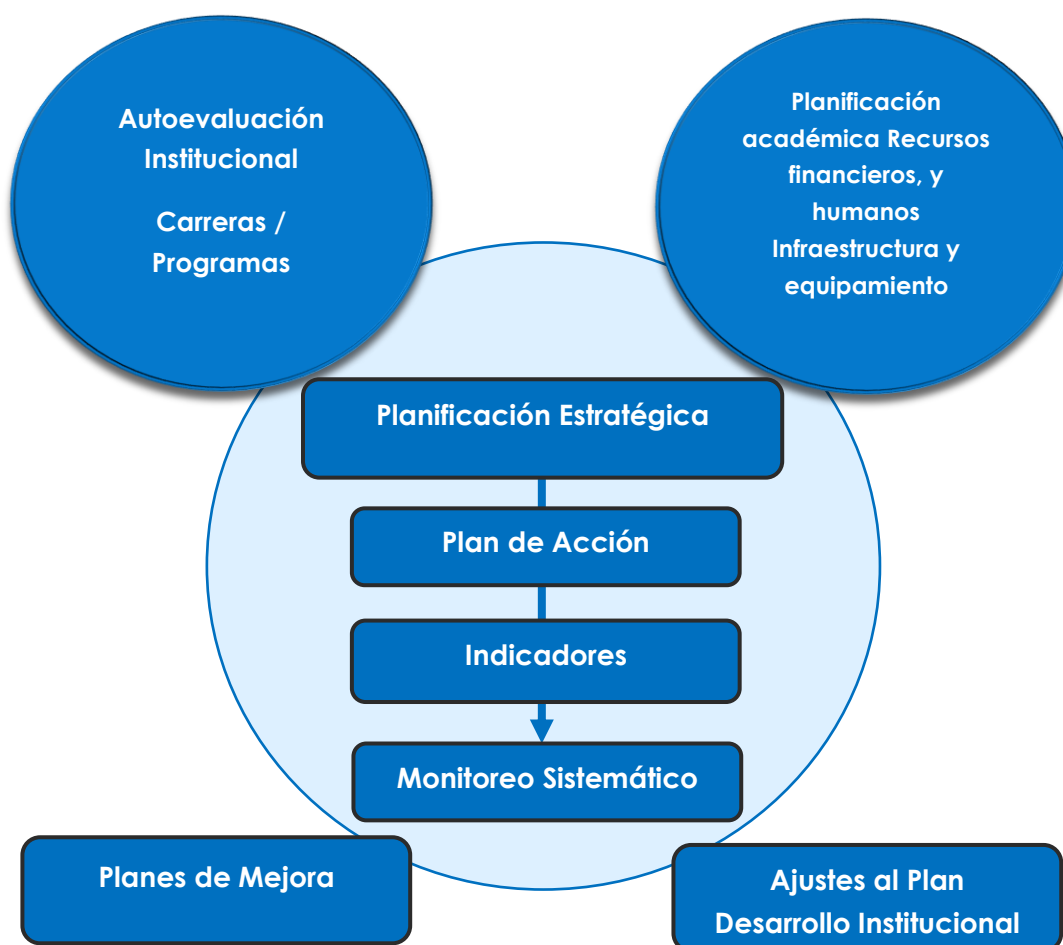 Autoevaluación
Institucional
Carreras /
Programas
Planificación
académica Recursos
financieros, y
humanos
Infraestructura y
equipamiento
Planificación Estratégica
Plan de Acción
Indicadores
Monitoreo Sistemático
Planes de Mejora
Ajustes al Plan
Desarrollo Institucional